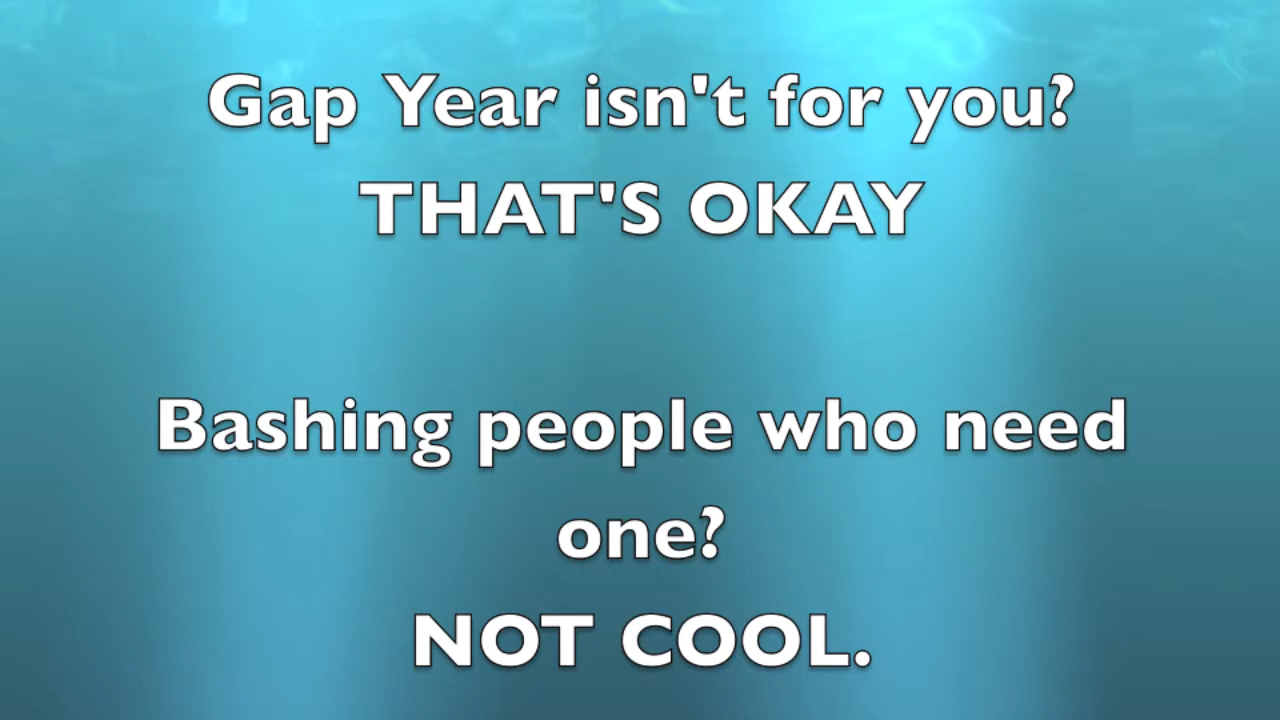 Gap Year isn't for you?
THAT'S OKAY
Bashing people who need
one?
NOT COOL.